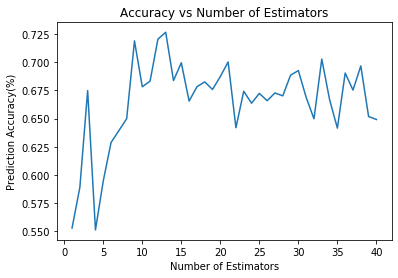 Accuracy vs Number of Estimators
Prediction Accuracy(%)
0.725
0.700
0.675
0.650
0.625
0.600
0.575
0.550
0 5 10 15 20 25 30 35 40
Number of Estimators